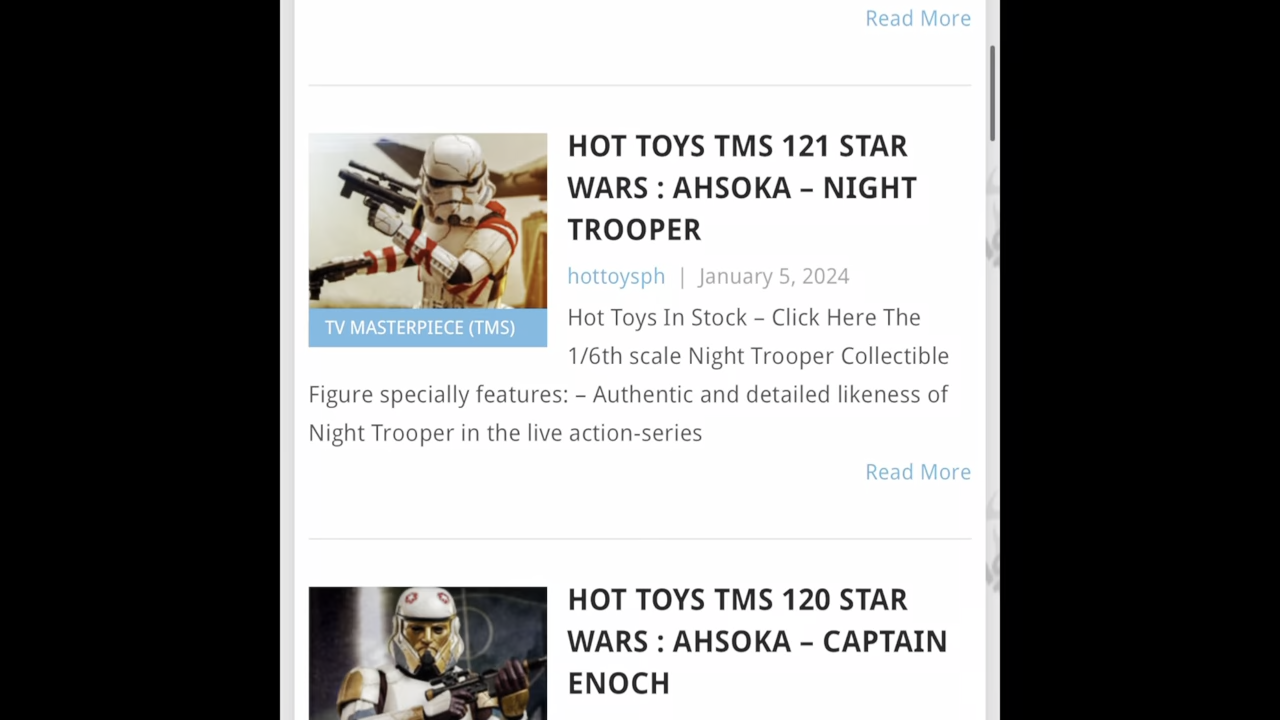 Read More
HOT TOYS TMS 121 STAR
WARS : AHSOKA – NIGHT
TROOPER
hottoysph | January 5, 2024
Hot Toys In Stock – Click Here The
1/6th scale Night Trooper Collectible
TV MASTERPIECE (TMS)
Figure specially features: – Authentic and detailed likeness of
Night Trooper in the live action-series
Read More
HOT TOYS TMS 120 STAR
WARS : AHSOKA – CAPTAIN
ENOCH